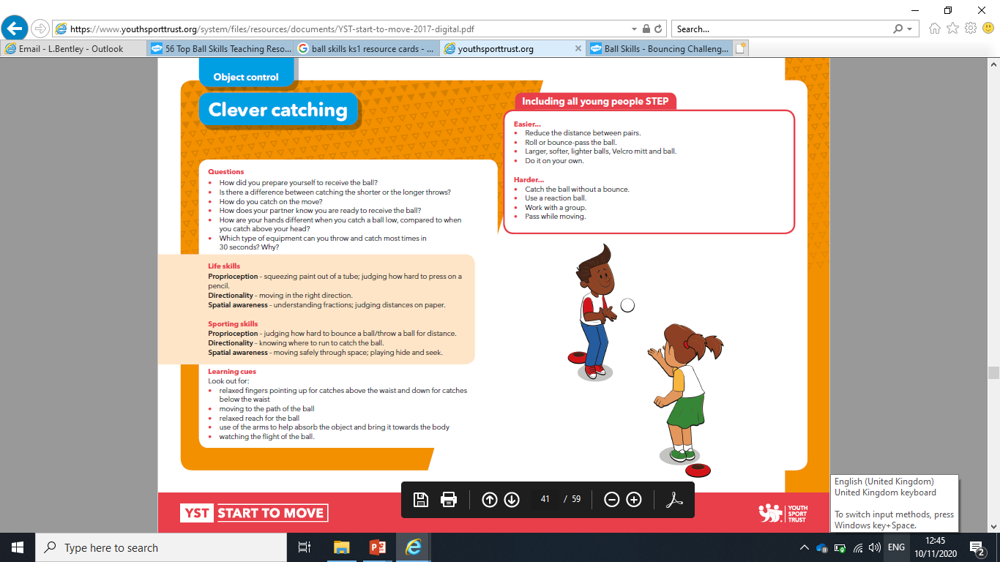 https://www.youthsporttrust.org/system/files/resources/documents/YST-start-to-move-2017-digital.pdf
Search...
Email - L.Bentley - Outlook
56 Top Ball Skills Teaching Reso...
ball skills ks1 resource cards - ...
youthsporttrust.org
Ball Skills - Bouncing Challeng...
Object control
Clever catching
Questions
• How did you prepare yourself to receive the ball?
• Is there a difference between catching the shorter or the longer throws?
• How do you catch on the move?
• How does your partner know you are ready to receive the ball?
• How are your hands different when you catch a ball low, compared to when
you catch above your head?
• Which type of equipment can you throw and catch most times in
30 seconds? Why?
Life skills
Proprioception – squeezing paint out of a tube; judging how hard to press on a
pencil.
Directionality – moving in the right direction.
Spatial awareness – understanding fractions; judging distances on paper.
Sporting skills
Proprioception – judging how hard to bounce a ball/throw a ball for distance.
Directionality – knowing where to run to catch the ball.
Spatial awareness – moving safely through space; playing hide and seek.
Learning cues
Look out for:
• relaxed fingers pointing up for catches above the waist and down for catches
below the waist
• moving to the path of the ball
• relaxed reach for the ball
• use of the arms to help absorb the object and bring it towards the body
• watching the flight of the ball.
Including all young people STEP
Easier...
• Reduce the distance between pairs.
• Roll or bounce-pass the ball.
• Larger, softer, lighter balls, Velcro mitt and ball.
• Do it on your own.
Harder...
• Catch the ball without a bounce.
• Use a reaction ball.
• Work with a group.
• Pass while moving.
YST START TO MOVE
41 / 59
YOUTH
SPORT
TRUST
English (United Kingdom)
United Kingdom keyboard
To switch input methods, press
Windows key+Space.
Type here to search
ENG
12:45
10/11/2020
2